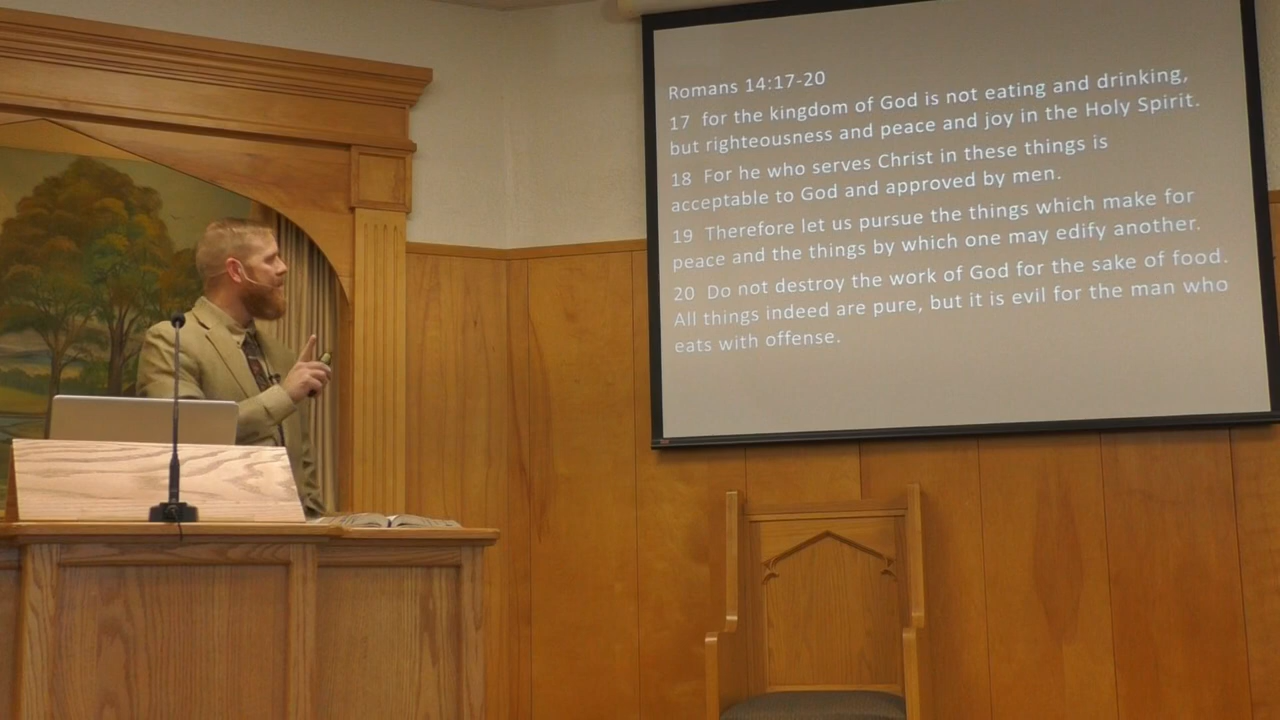 Romans 14:17-20
17 for the kingdom of God is not eating and drinking,
but righteousness and peace and joy in the Holy Spirit.
18 For he who serves Christ in these things is
acceptable to God and approved by men.
19 Therefore let us pursue the things which make for
peace and the things by which one may edify another.
20 Do not destroy the work of God for the sake of food.
All things indeed are pure, but it is evil for the man who
eats with offense.